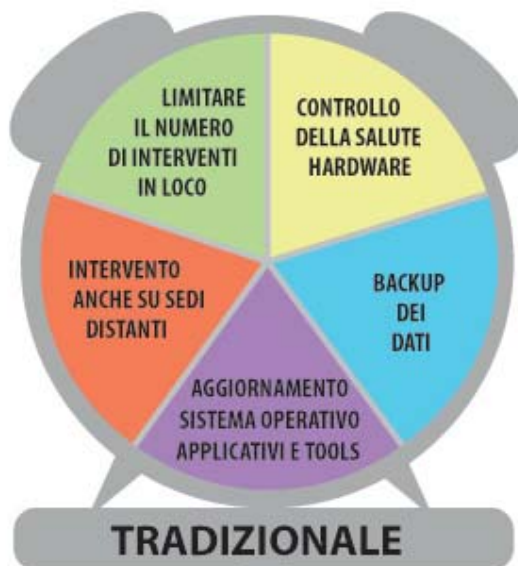 LIMITARE
IL NUMERO
DI INTERVENTI
IN LOCO
CONTROLLO
DELLA SALUTE
HARDWARE
INTERVENTO
ANCHE SU SEDI
DISTANTI
BACKUP
DEI
DATI
AGGIORNAMENTO
SISTEMA OPERATIVO
APPLICATIVI E TOOLS
TRADIZIONALE